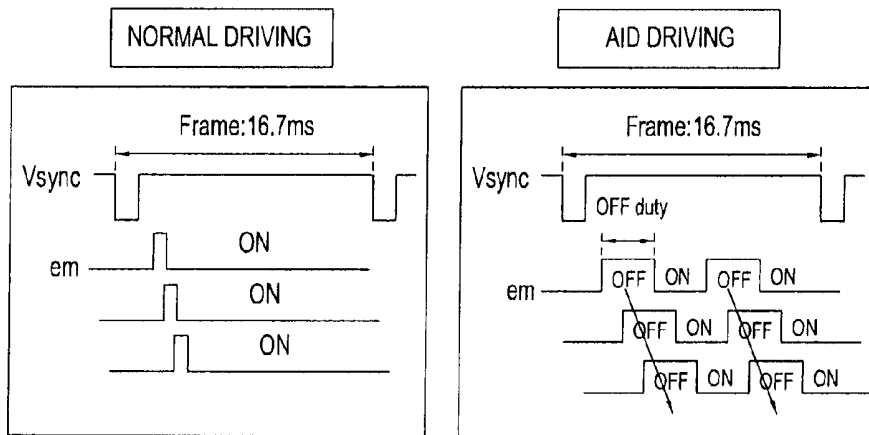 NORMAL DRIVING
Frame:16.7ms
Vsync
em
ON
ON
ON
AID DRIVING
Frame:16.7ms
Vsync
OFF duty
em
OFF ON OFF ON
OFF ON OFF ON
OFF ON OFF ON